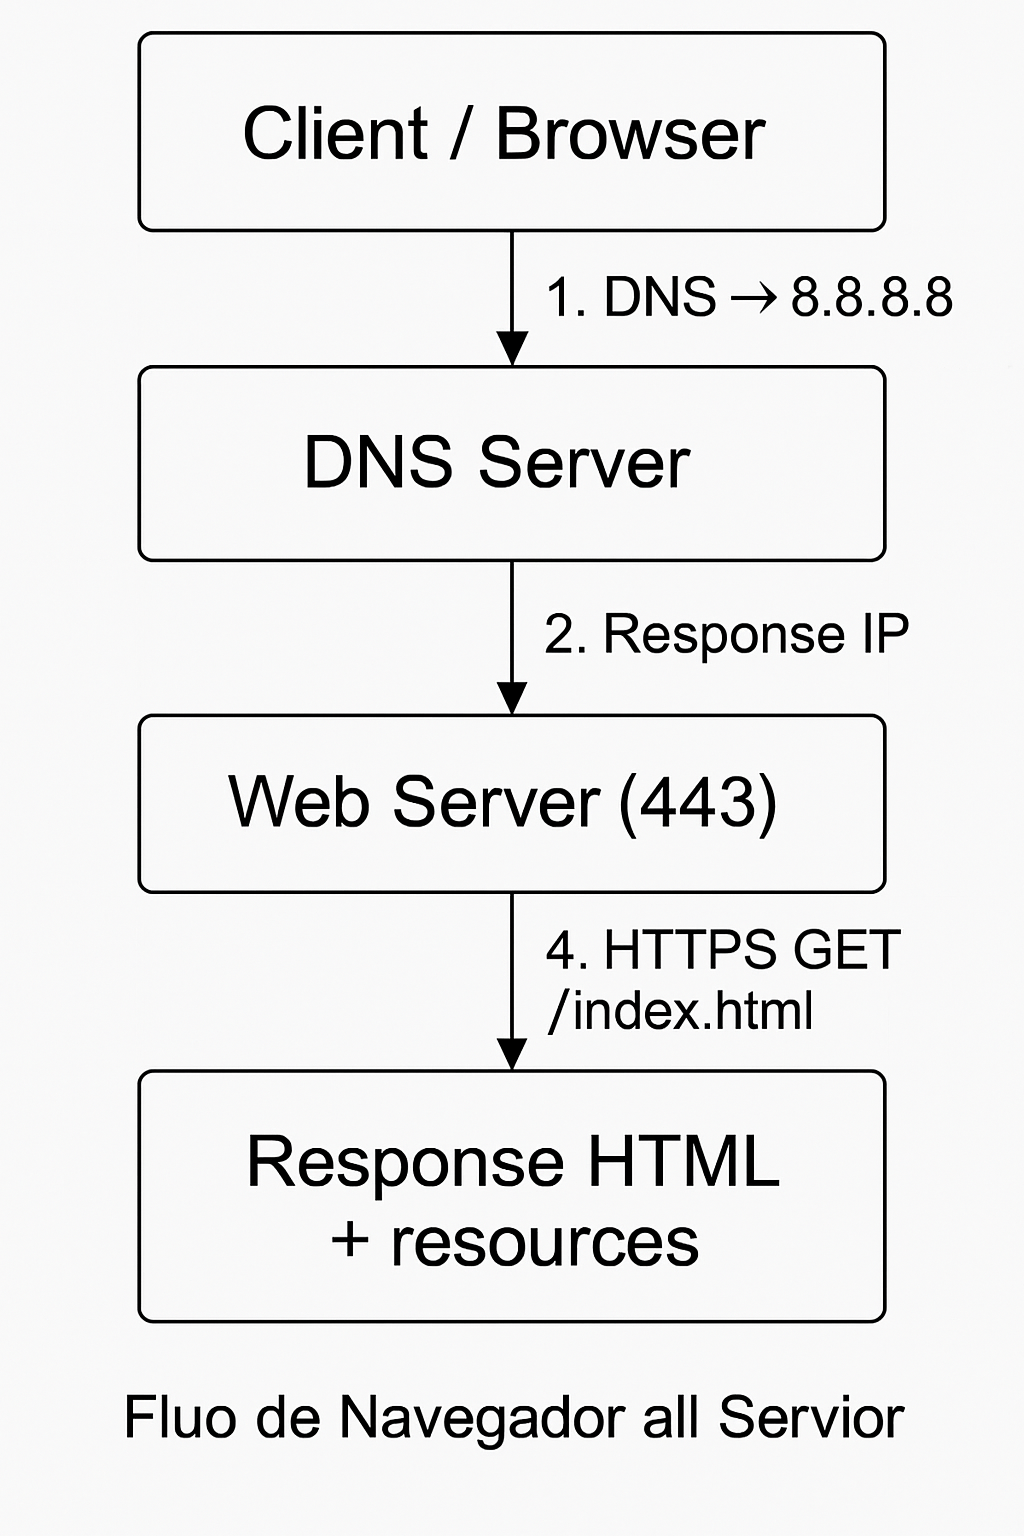 Client / Browser
1. DNS → 8.8.8.8
DNS Server
2. Response IP
Web Server (443)
4. HTTPS GET
/index.html
Response HTML
+ resources
Fluo de Navegador all Servior